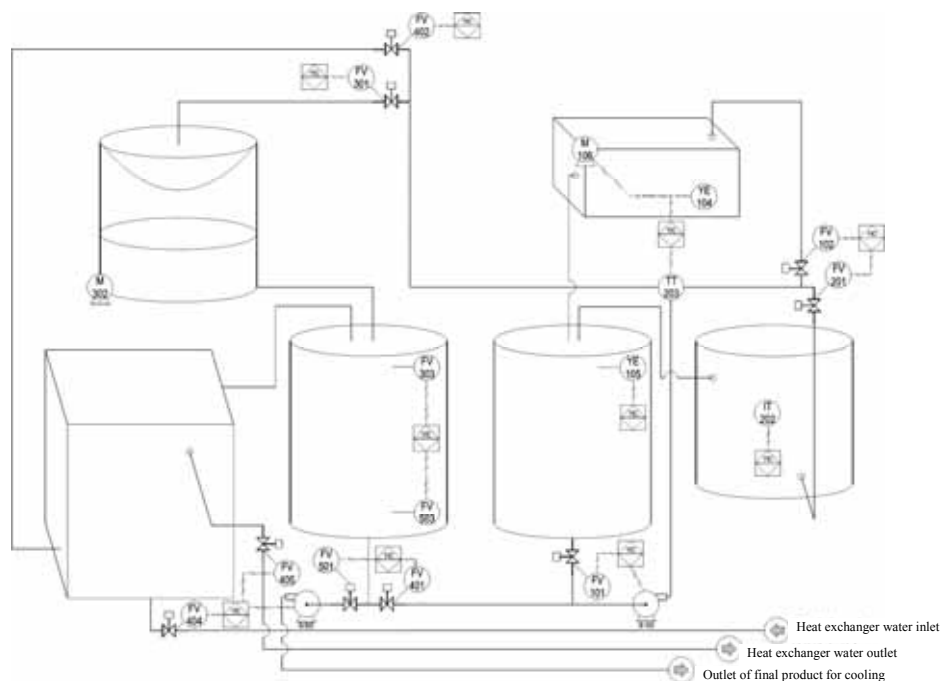 FV
402
FV
301
M
106
YE
104
FV
102
FV
201
TT
203
M
302
FV
303
YE
105
IT
202
FV
503
FV
501
FV
401
FV
101
FV
405
FV
404
Heat exchanger water inlet
Heat exchanger water outlet
Outlet of final product for cooling